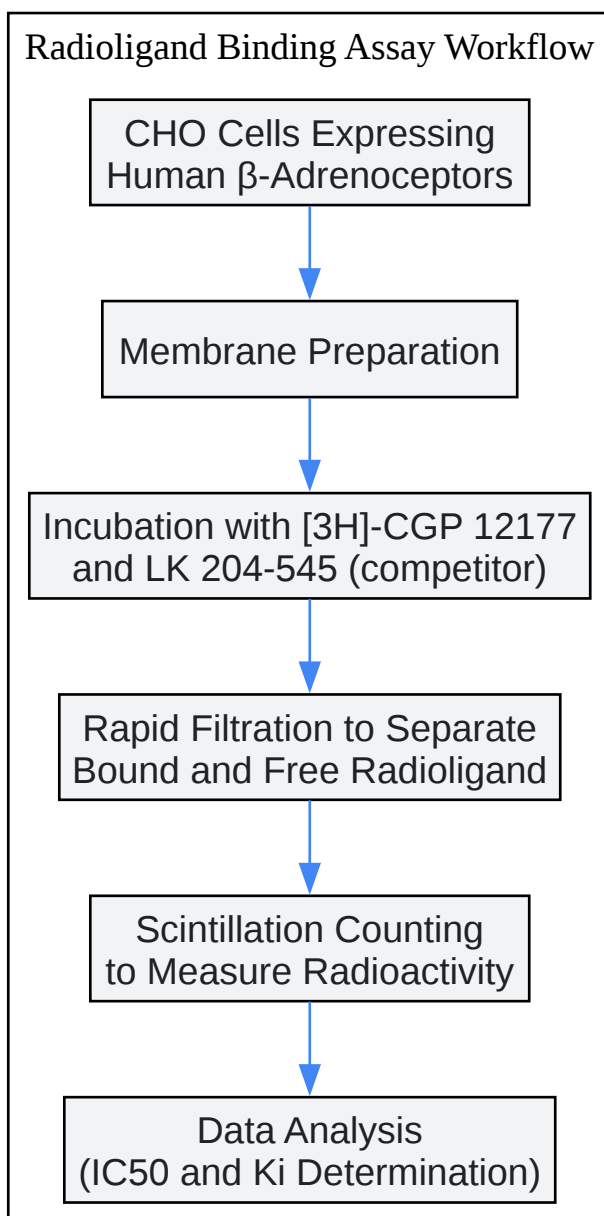 Radioligand Binding Assay Workflow
CHO Cells Expressing
Human β-Adrenoceptors
Membrane Preparation
Incubation with [3H]-CGP 12177
and LK 204-545 (competitor)
Rapid Filtration to Separate
Bound and Free Radioligand
Scintillation Counting
to Measure Radioactivity
Data Analysis
(IC50 and Ki Determination)